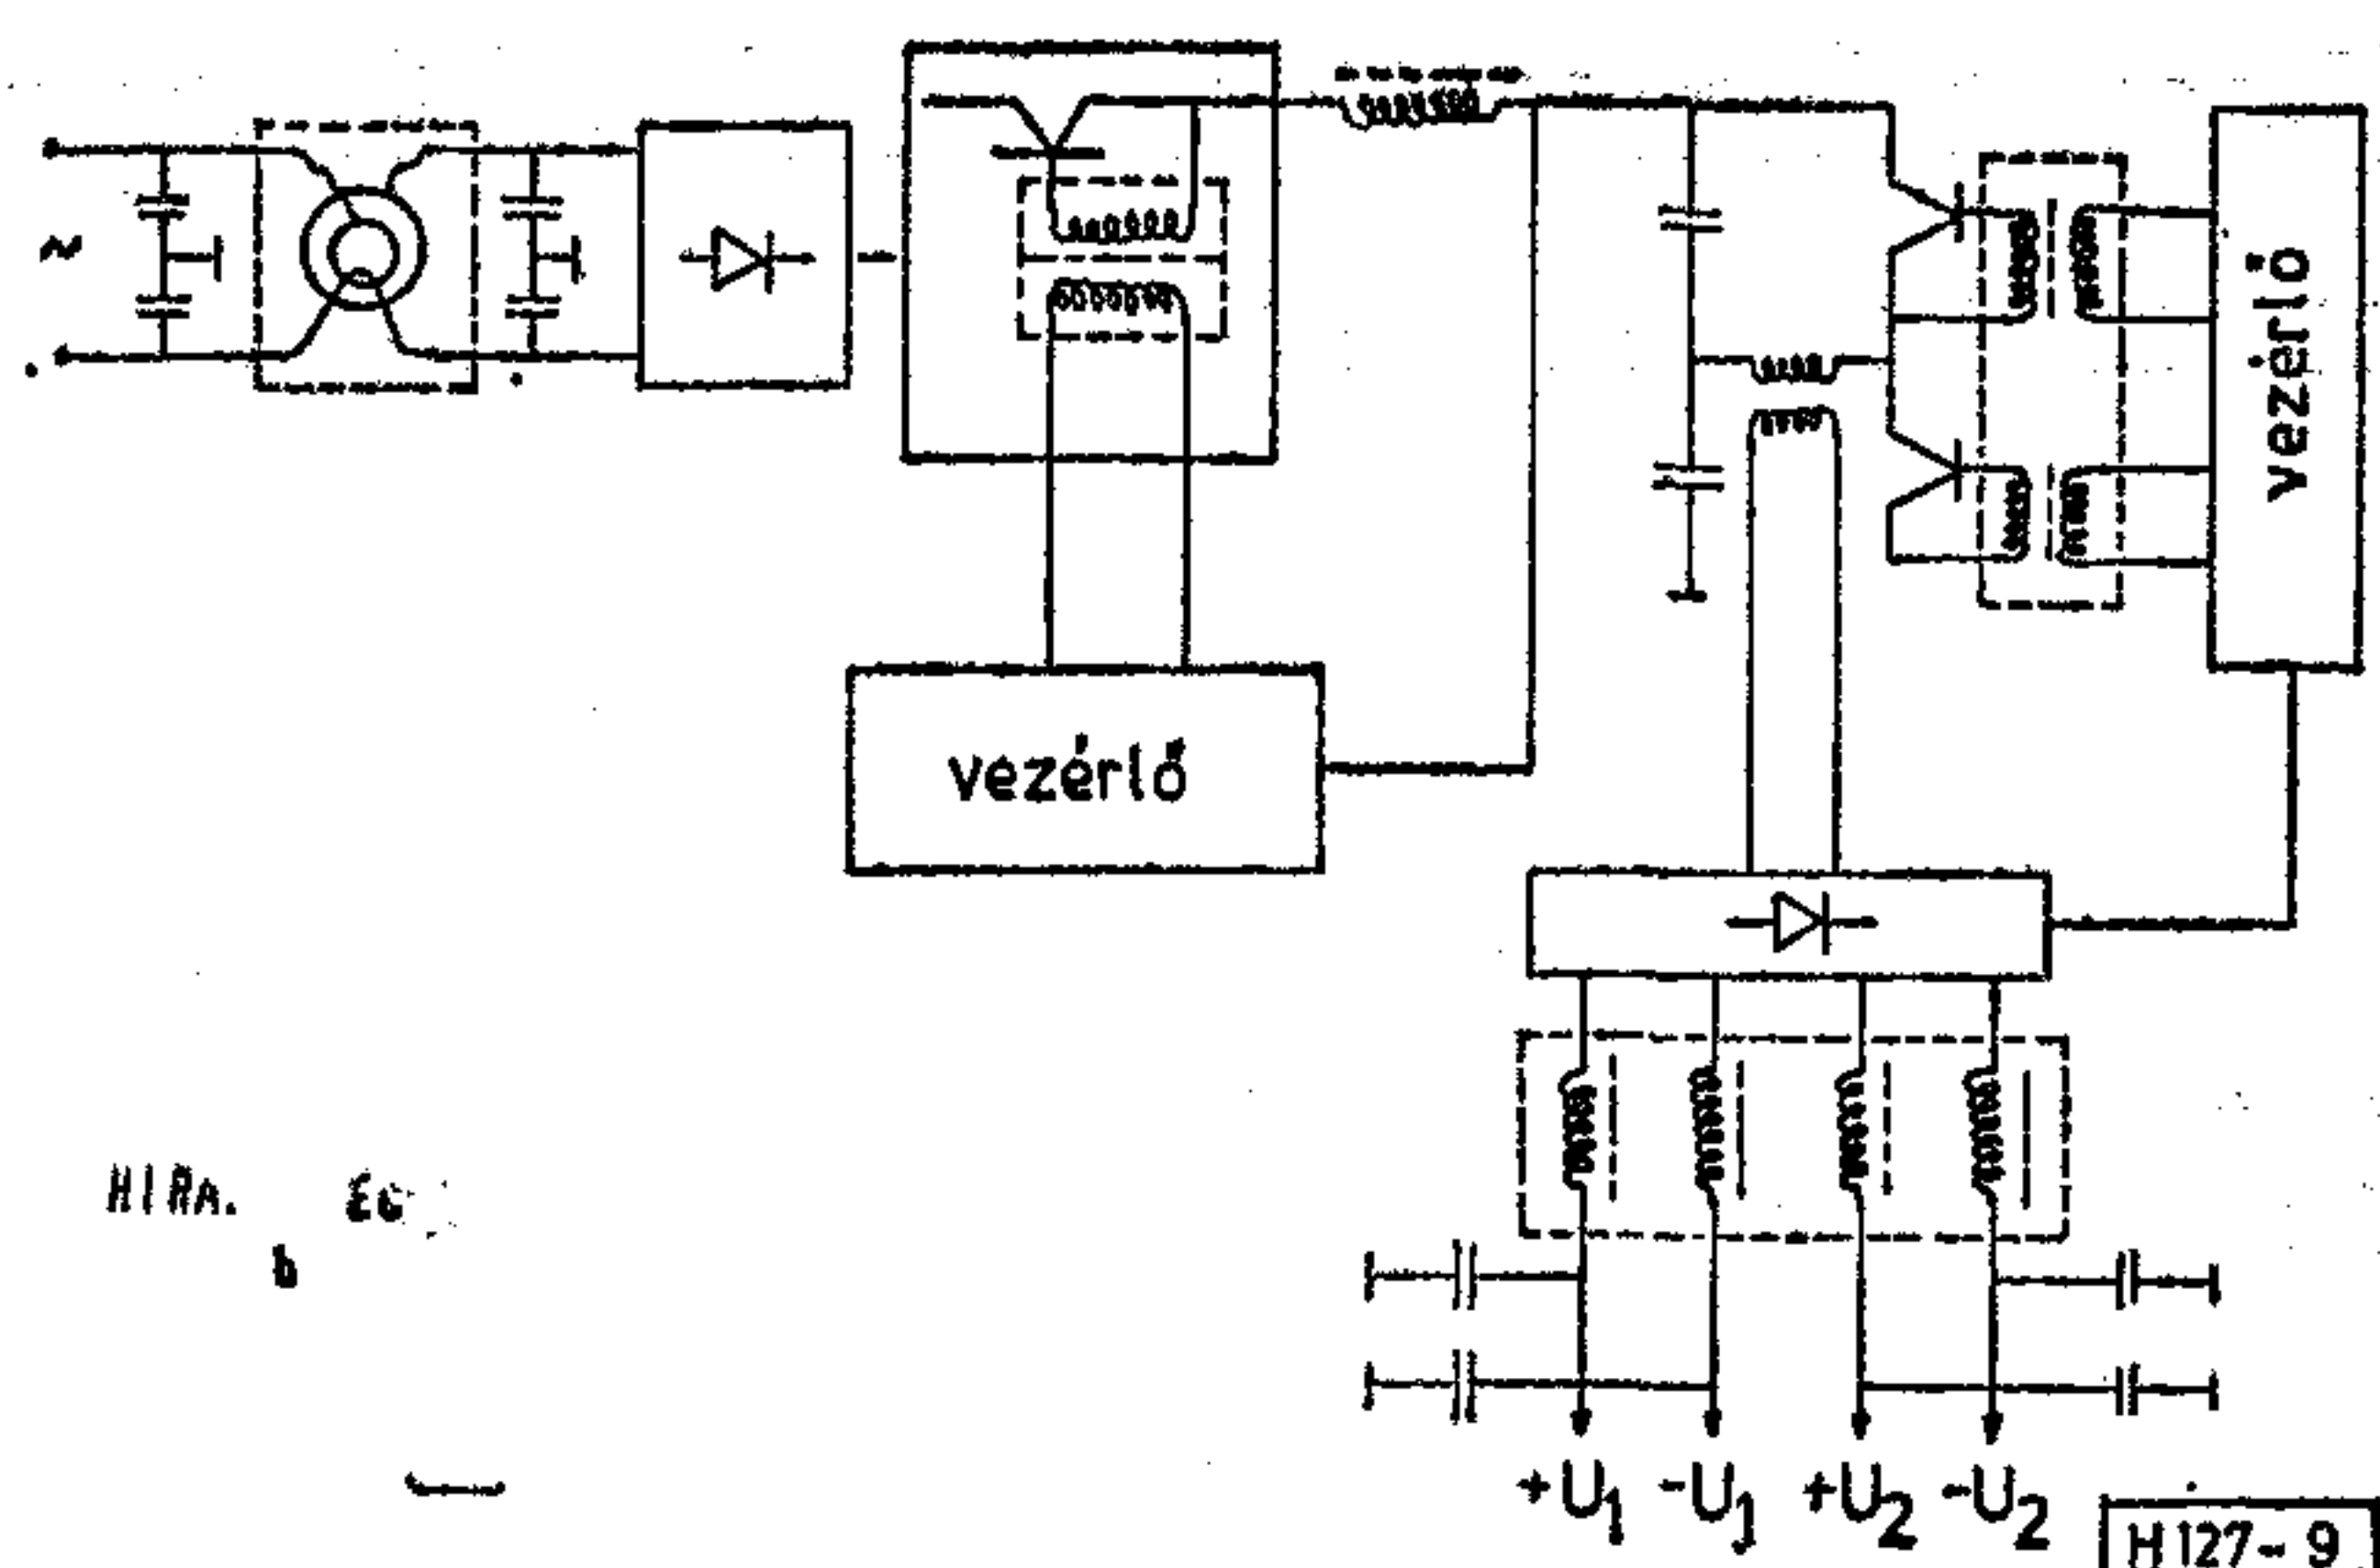 ~
vezérlő
vezérlő
b
+U₁ -U₁ +U₂ -U₂
H127-9